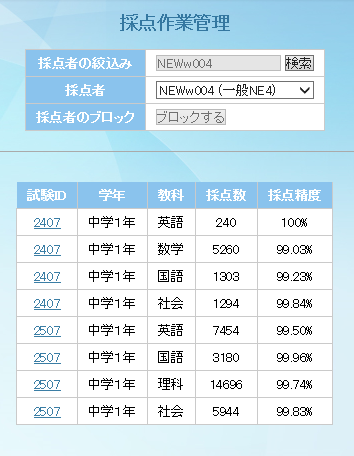 採点作業管理
採点者の絞込み NEWw004 検索
採点者 NEWw004 (一般NE4)
採点者のブロック ブロックする
試験ID 学年 教科 採点数 採点精度
2407 中学1年 英語 240 100%
2407 中学1年 数学 5260 99.03%
2407 中学1年 国語 1303 99.23%
2407 中学1年 社会 1294 99.84%
2507 中学1年 英語 7454 99.50%
2507 中学1年 国語 3180 99.96%
2507 中学1年 理科 14696 99.74%
2507 中学1年 社会 5944 99.83%